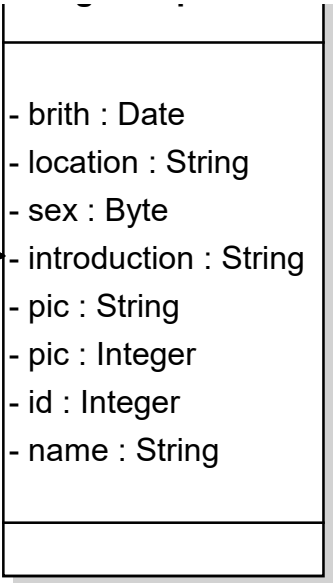 - brith : Date
- location : String
- sex : Byte
- introduction : String
- pic : String
- pic : Integer
- id : Integer
- name : String